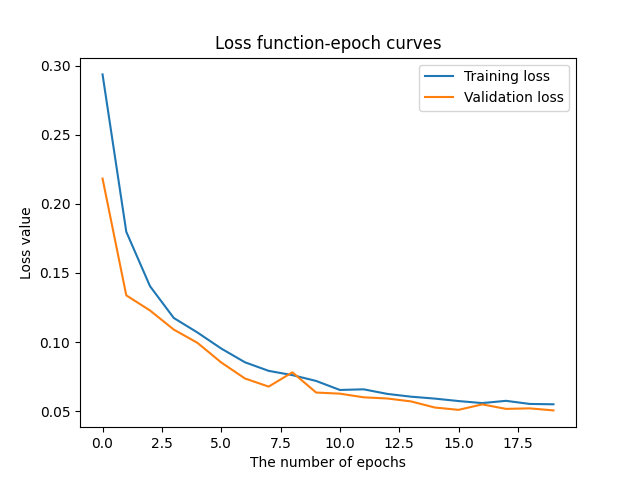 Loss function-epoch curves
Training loss
Validation loss
0.30
0.25
0.20
0.15
0.10
0.05
Loss value
0.0 2.5 5.0 7.5 10.0 12.5 15.0 17.5
The number of epochs